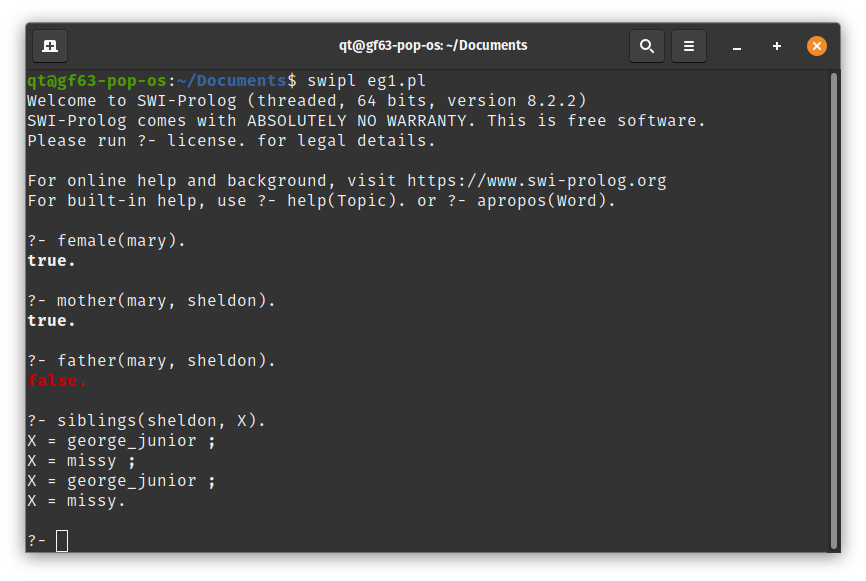 qt@gf63-pop-os: ~/Documents
qt@gf63-pop-os:~/Documents$ swipl eg1.pl
Welcome to SWI-Prolog (threaded, 64 bits, version 8.2.2)
SWI-Prolog comes with ABSOLUTELY NO WARRANTY. This is free software.
Please run ?- license. for legal details.
For online help and background, visit https://www.swi-prolog.org
For built-in help, use ?- help(Topic). or ?- apropos(Word).
?- female(mary).
true.
?- mother(mary, sheldon).
true.
?- father(mary, sheldon).
false.
?- siblings(sheldon, X).
X = george_junior ;
X = missy ;
X = george_junior ;
X = missy.
?-